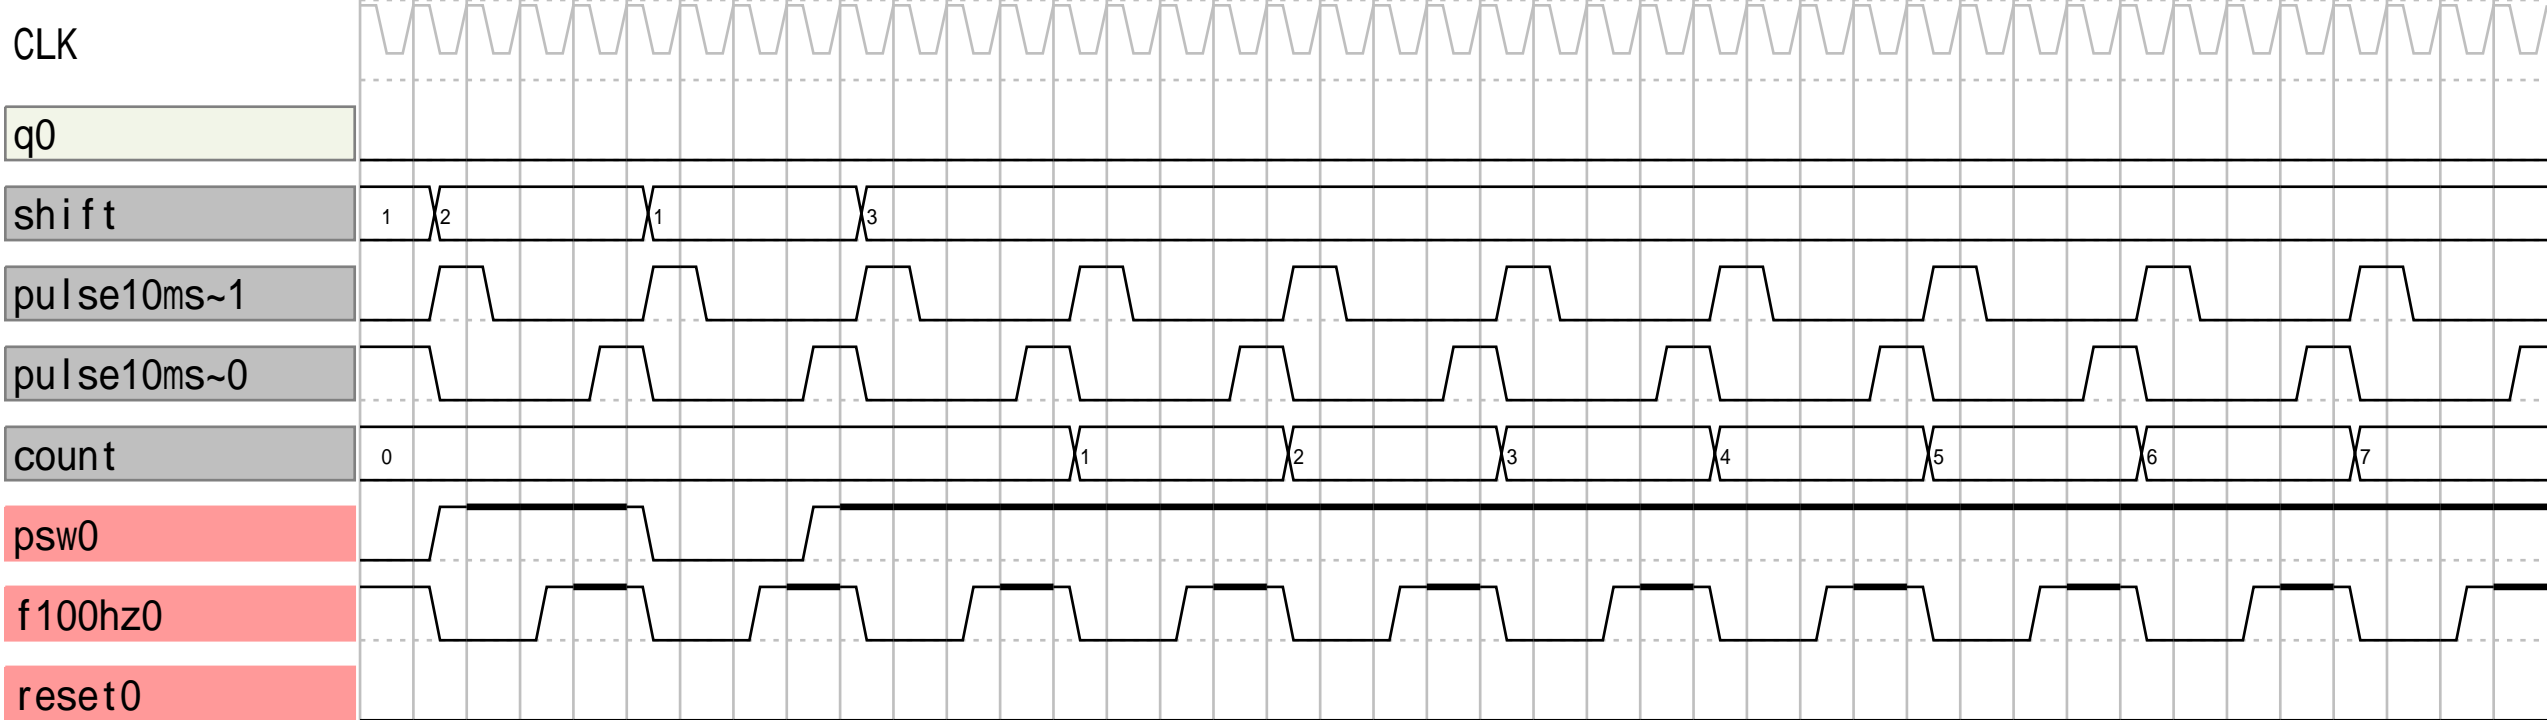 CLK
q0
shift 1 2 1 3
pulse10ms~1
pulse10ms~0
count 0 1 2 3 4 5 6 7
psw0
f100hz0
reset0